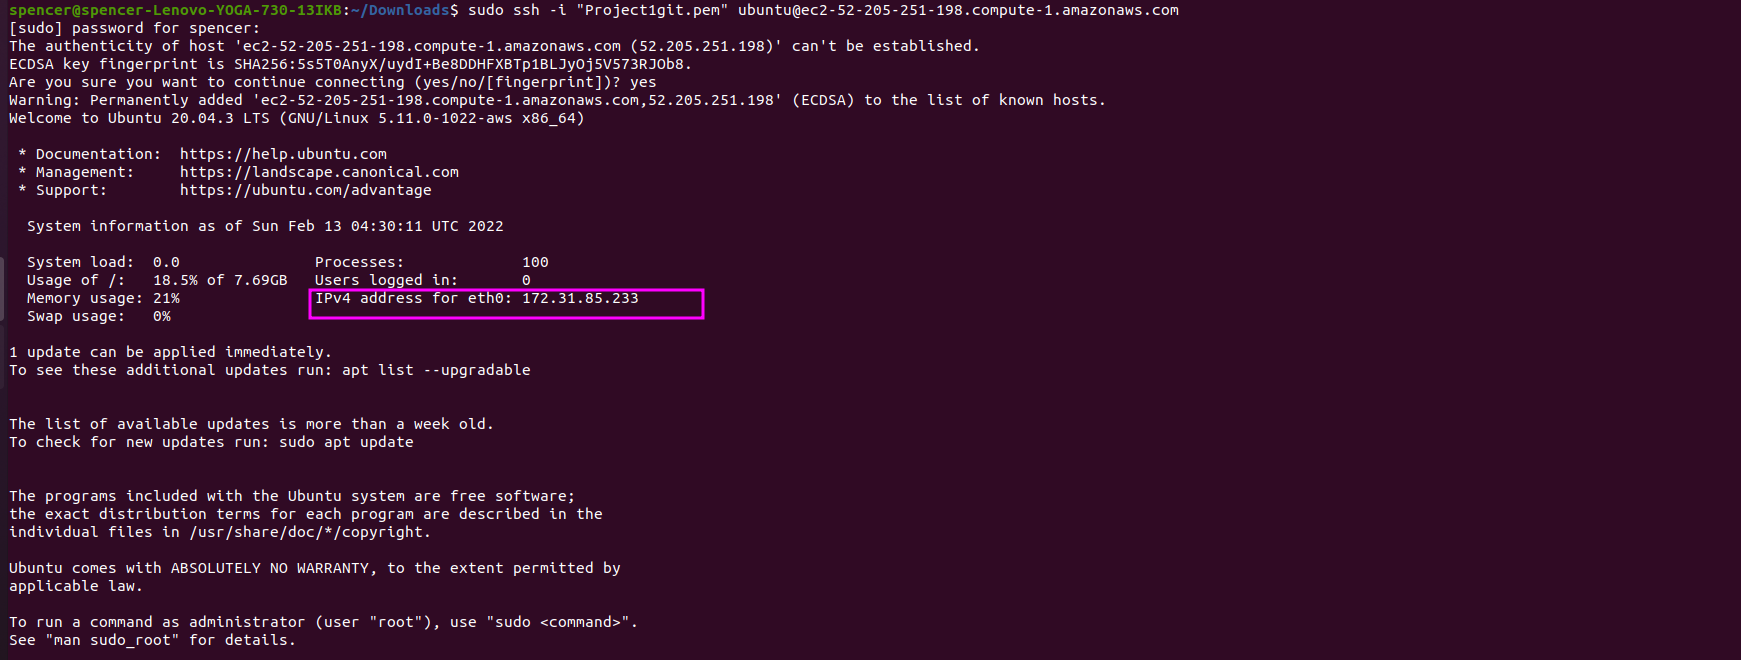 spencer@spencer-Lenovo-YOGA-730-13IKB:~/Downloads$ sudo ssh -i "Project1git.pem" ubuntu@ec2-52-205-251-198.compute-1.amazonaws.com
[sudo] password for spencer:
The authenticity of host 'ec2-52-205-251-198.compute-1.amazonaws.com (52.205.251.198)' can't be established.
ECDSA key fingerprint is SHA256:5s5T0AnyX/uydI+Be8DDHFXBTp1BLJyOj5V573RJOb8.
Are you sure you want to continue connecting (yes/no/[fingerprint])? yes
Warning: Permanently added 'ec2-52-205-251-198.compute-1.amazonaws.com,52.205.251.198' (ECDSA) to the list of known hosts.
Welcome to Ubuntu 20.04.3 LTS (GNU/Linux 5.11.0-1022-aws x86_64)
* Documentation:  https://help.ubuntu.com
* Management:     https://landscape.canonical.com
* Support:        https://ubuntu.com/advantage
System information as of Sun Feb 13 04:30:11 UTC 2022
System load:  0.0               Processes:             100
Usage of /:   18.5% of 7.69GB   Users logged in:       0
Memory usage: 21%               IPv4 address for eth0: 172.31.85.233
Swap usage:   0%
1 update can be applied immediately.
To see these additional updates run: apt list --upgradable
The list of available updates is more than a week old.
To check for new updates run: sudo apt update
The programs included with the Ubuntu system are free software;
the exact distribution terms for each program are described in the
individual files in /usr/share/doc/*/copyright.
Ubuntu comes with ABSOLUTELY NO WARRANTY, to the extent permitted by
applicable law.
To run a command as administrator (user "root"), use "sudo <command>".
See "man sudo_root" for details.